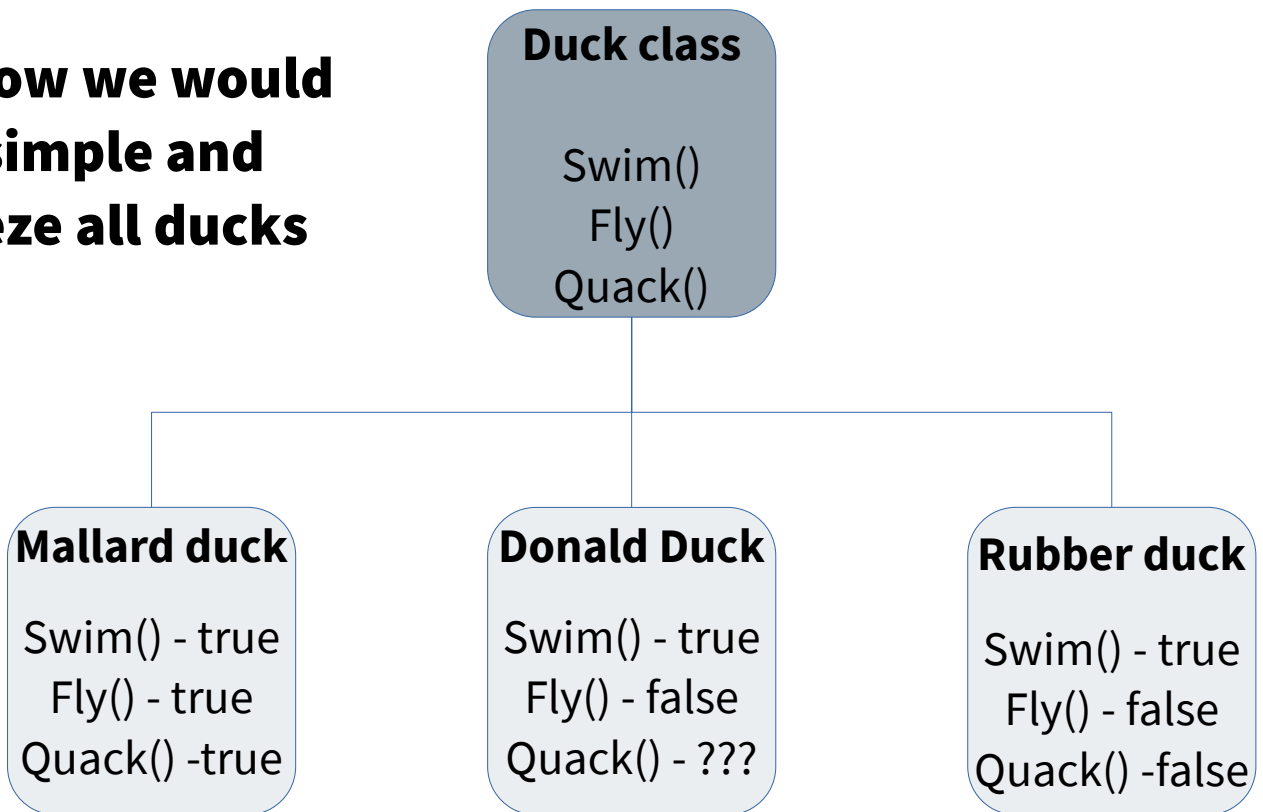 ow we would
simple and
eze all ducks
Duck class
Swim()
Fly()
Quack()
Mallard duck
Swim() - true
Fly() - true
Quack() -true
Donald Duck
Swim() - true
Fly() - false
Quack() - ???
Rubber duck
Swim() - true
Fly() - false
Quack() -false